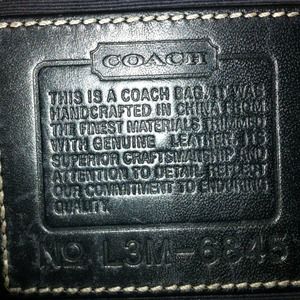 COACH
THIS IS A COACH BAG. IT WAS
HANDCRAFTED IN CHINA FROM
THE FINEST MATERIALS TRIMMED
WITH GENUINE LEATHER. ITS
SUPERIOR CRAFTSMANSHIP AND
ATTENTION TO DETAIL REFLECT
OUR COMMITMENT TO ENDURING
QUALITY.
No L3M-6845